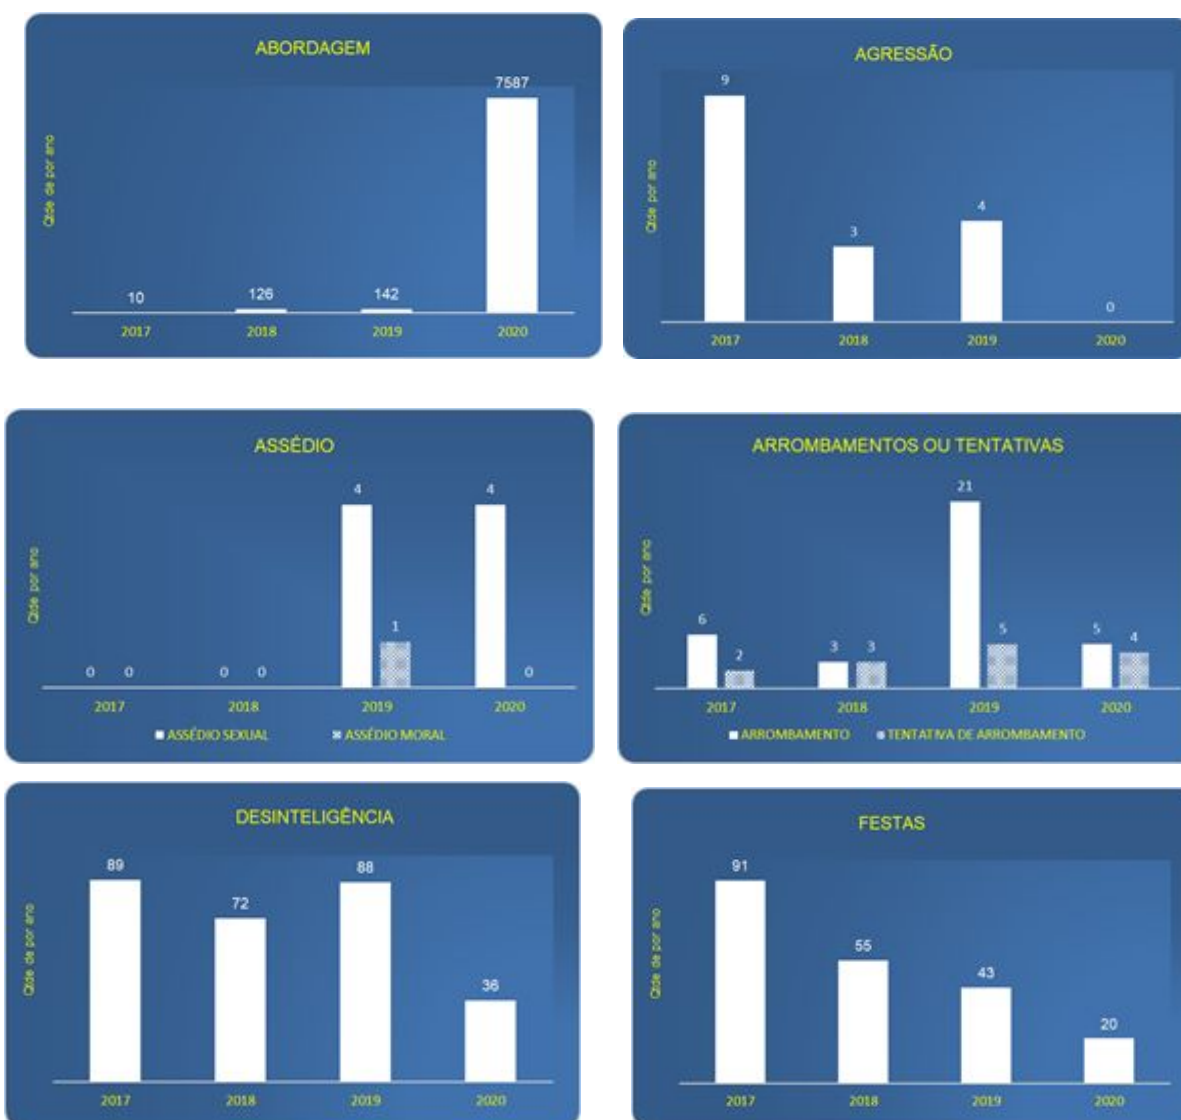 ABORDAGEM
Qtde de por ano
7587
10 126 142
2017 2018 2019 2020
AGRESSÃO
Qtde por ano
9
3
4
0
2017 2018 2019 2020
ASSÉDIO
Qtde por ano
4 4
1
0 0 0 0 0
2017 2018 2019 2020
ASSÉDIO SEXUAL ASSÉDIO MORAL
ARROMBAMENTOS OU TENTATIVAS
Qtde por ano
21
6 2 3 3 5 5 4
2017 2018 2019 2020
ARROMBAMENTO TENTATIVA DE ARROMBAMENTO
DESINTELIGÊNCIA
Qtde de por ano
89 72 88 36
2017 2018 2019 2020
FESTAS
Qtde de por ano
91 55 43 20
2017 2018 2019 2020